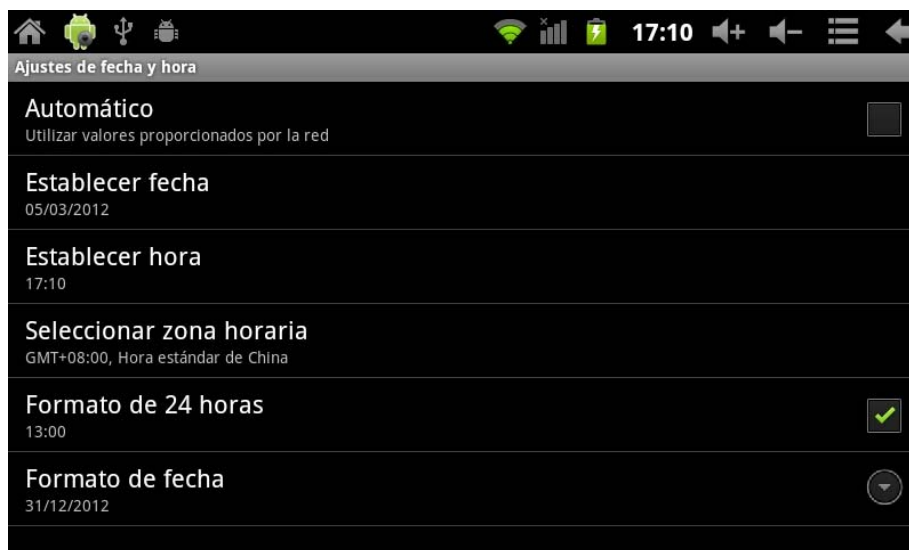 17:10
Ajustes de fecha y hora
Automático
Utilizar valores proporcionados por la red
Establecer fecha
05/03/2012
Establecer hora
17:10
Seleccionar zona horaria
GMT+08:00, Hora estándar de China
Formato de 24 horas
13:00
Formato de fecha
31/12/2012